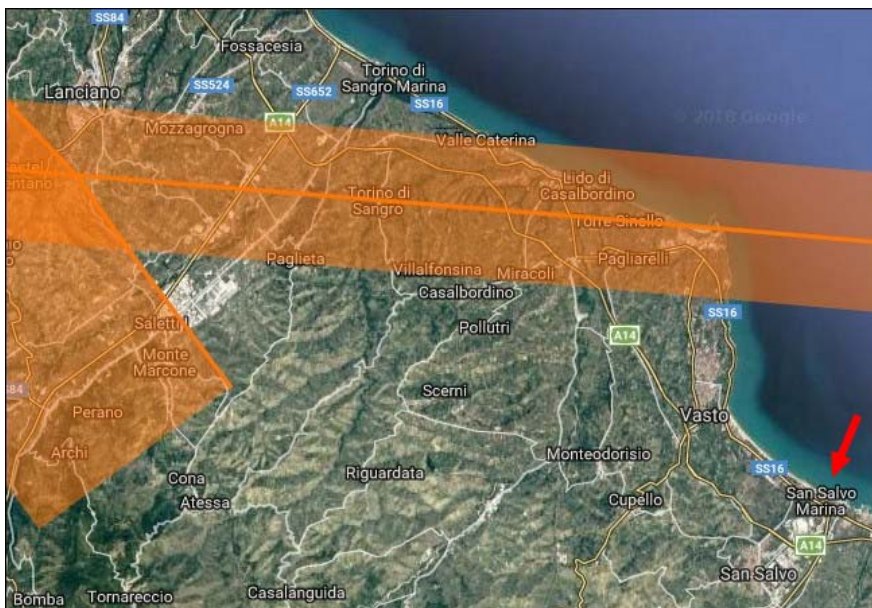 SS84
Fossacesia
Torino di
Sangro Marina
SS524
SS652
SS16
Lanciano
A14
Mozzagrogna
Valle Caterina
© 2018 Google
Lido di
Casalbordino
Torino di
Sangro
Torre Sinello
Paglieta
Villalfonsina
Miracoli
Pagliarelli
Casalbordino
SS16
Saletti
Pollutri
A14
Monte
Marcone
Scerni
Perano
Vasto
Archi
Cona
Riguardata
Monteodorisio
SS16
Atessa
Cupello
San Salvo
Marina
A14
San Salvo
Bomba
Tornareccio
Casalanguida